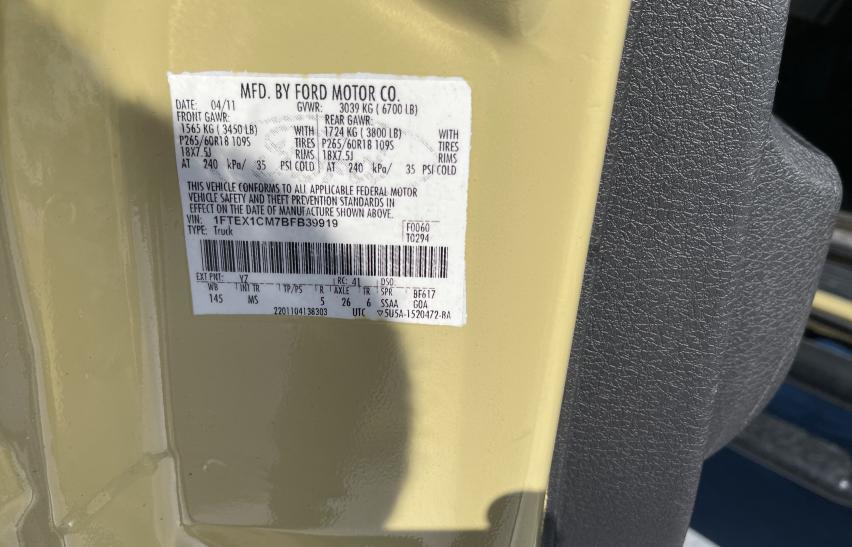 MFD. BY FORD MOTOR CO.
DATE: 04/11 GVWR: 3039 KG ( 6700 LB)
FRONT GAWR: REAR GAWR:
1565 KG ( 3450 LB) WITH 1724 KG ( 3800 LB) WITH
P265/60R18 109S TIRES P265/60R18 109S TIRES
18X7.5J RIMS 18X7.5J RIMS
AT 240 kPa/ 35 PSI COLD AT 240 kPa/ 35 PSI COLD
THIS VEHICLE CONFORMS TO ALL APPLICABLE FEDERAL MOTOR
VEHICLE SAFETY AND THEFT PREVENTION STANDARDS IN
EFFECT ON THE DATE OF MANUFACTURE SHOWN ABOVE.
VIN: 1FTEX1CM7BFB39919 F0060
TYPE: Truck T0294
EXT PNT: YZ RC: 41 DSO:
WB INT TR TP/PS R AXLE TR SPR BF617
145 MS 5 26 6 SSAA GOA
2201104138303 UTC ▽5U5A-1520472-BA